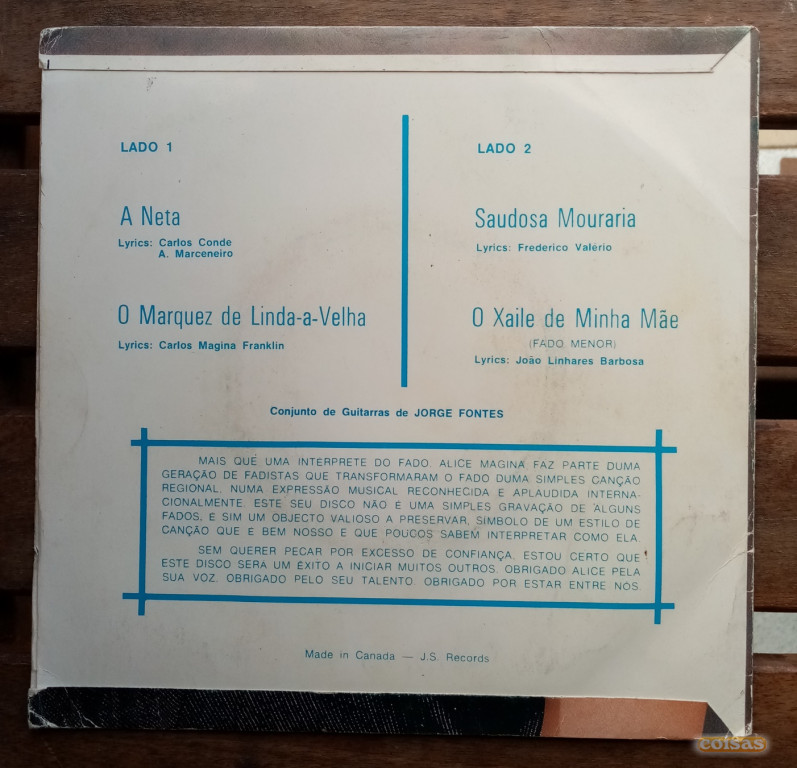 LADO 1
A Neta
Lyrics: Carlos Conde
A. Marceneiro
O Marquez de Linda-a-Velha
Lyrics: Carlos Magina Franklin
LADO 2
Saudosa Mouraria
Lyrics: Frederico Valério
O Xaile de Minha Mãe
(FADO MENOR)
Lyrics: João Linhares Barbosa
Conjunto de Guitarras de JORGE FONTES
MAIS QUE UMA INTERPRETE DO FADO, ALICE MAGINA FAZ PARTE DUMA
GERAÇÃO DE FADISTAS QUE TRANSFORMARAM O FADO DUMA SIMPLES CANÇÃO
REGIONAL, NUMA EXPRESSÃO MUSICAL RECONHECIDA E APLAUDIDA INTERNA-
CIONALMENTE. ESTE SEU DISCO NÃO É UMA SIMPLES GRAVAÇÃO DE ALGUNS
FADOS, É SIM UM OBJECTO VALIOSO A PRESERVAR, SÍMBOLO DE UM ESTILO DE
CANÇÃO QUE É BEM NOSSO E QUE POUCOS SABEM INTERPRETAR COMO ELA.
SEM QUERER PECAR POR EXCESSO DE CONFIANÇA, ESTOU CERTO QUE
ESTE DISCO SERÁ UM ÊXITO A INICIAR MUITOS OUTROS. OBRIGADO ALICE PELA
SUA VOZ. OBRIGADO PELO SEU TALENTO. OBRIGADO POR ESTAR ENTRE NÓS.
Made in Canada — J.S. Records
coisas